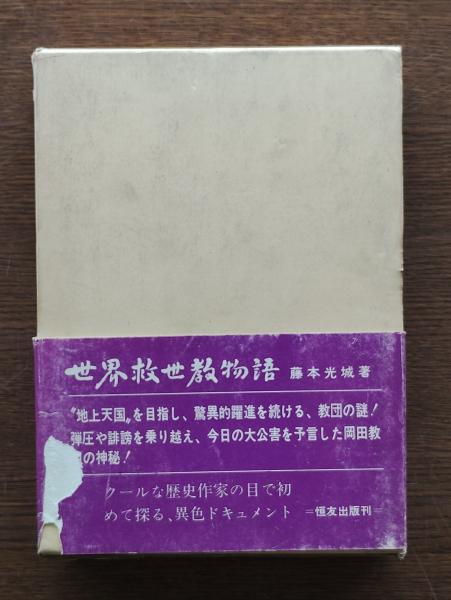 世界救世教物語 藤本光城著
〝地上天国〟を目指し、驚異的躍進を続ける、教団の謎！
弾圧や誹謗を乗り越え、今日の大公害を予言した岡田教
の神秘！
クールな歴史作家の目で初
めて探る、異色ドキュメント =恒友出版刊=